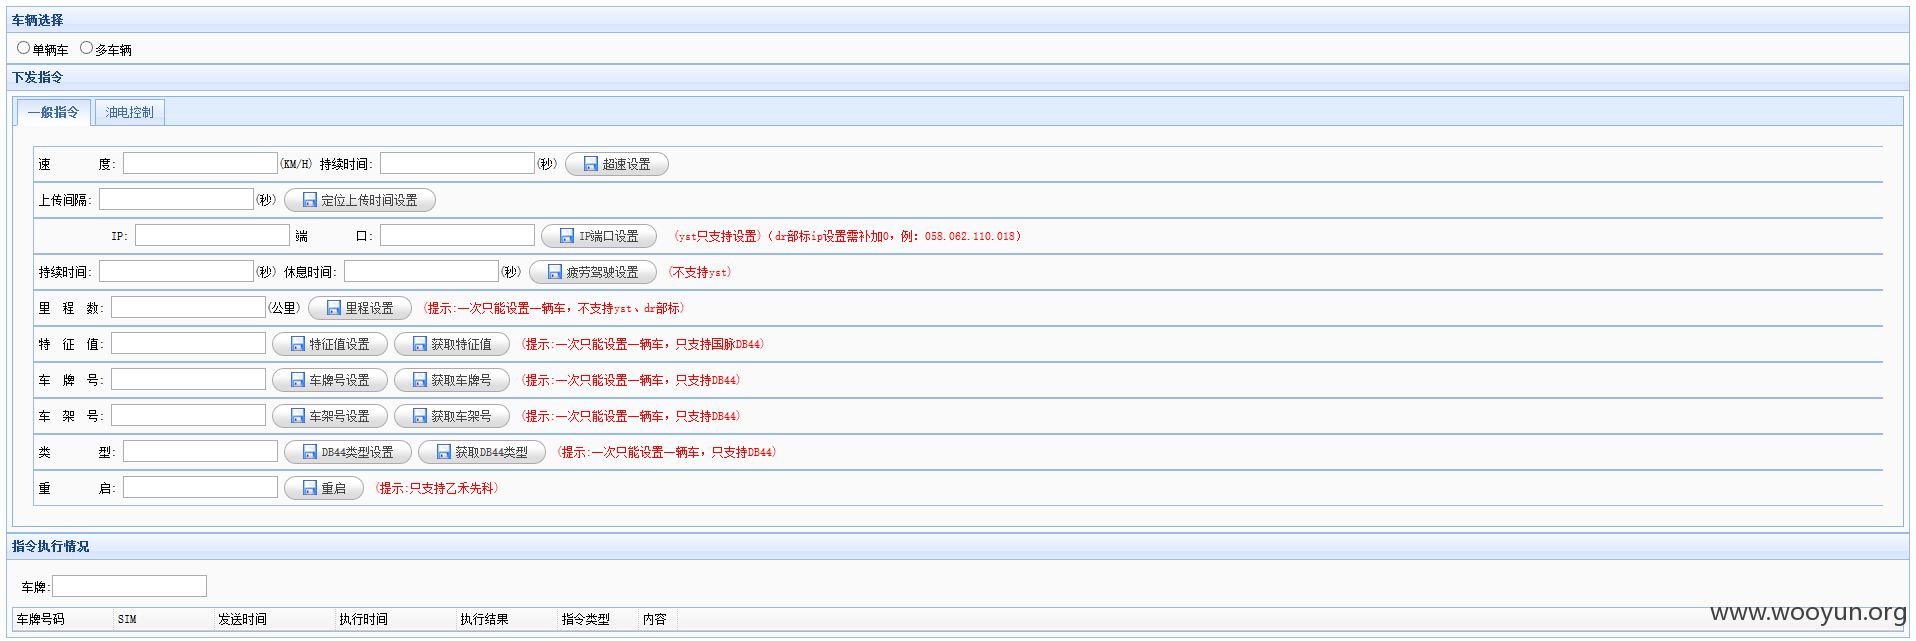 车辆选择
单辆车 多车辆
下发指令
一般指令 油电控制
速 度: (KM/H) 持续时间: (秒) 超速设置
上传间隔: (秒) 定位上传时间设置
IP: 端 口: IP端口设置 (yst只支持设置)(dr部标ip设置需补加0,例: 058.062.110.018)
持续时间: (秒) 休息时间: (秒) 疲劳驾驶设置 (不支持yst)
里 程 数: (公里) 里程设置 (提示:一次只能设置一辆车,不支持yst、dr部标)
特 征 值: 特征值设置 获取特征值 (提示:一次只能设置一辆车,只支持国脉DB44)
车 牌 号: 车牌号设置 获取车牌号 (提示:一次只能设置一辆车,只支持DB44)
车 架 号: 车架号设置 获取车架号 (提示:一次只能设置一辆车,只支持DB44)
类 型: DB44类型设置 获取DB44类型 (提示:一次只能设置一辆车,只支持DB44)
重 启: 重启 (提示:只支持乙禾先科)
指令执行情况
车牌:
车牌号码 SIM 发送时间 执行时间 执行结果 指令类型 内容
www.wooyun.org